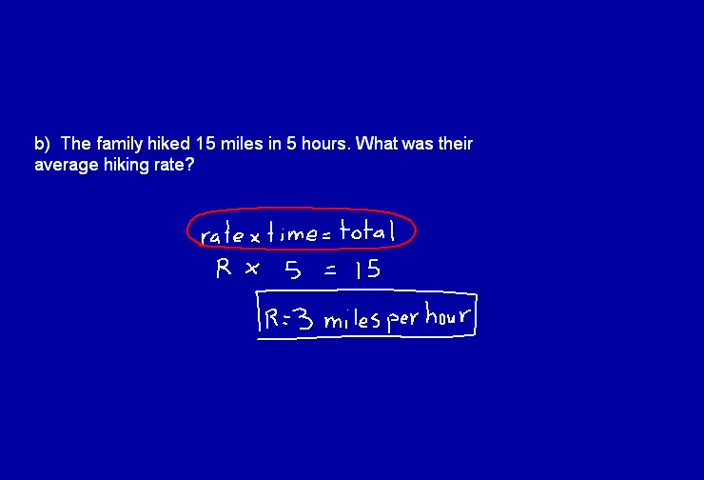 b) The family hiked 15 miles in 5 hours. What was their
average hiking rate?
rate x time = total
R x 5 = 15
R = 3 miles per hour